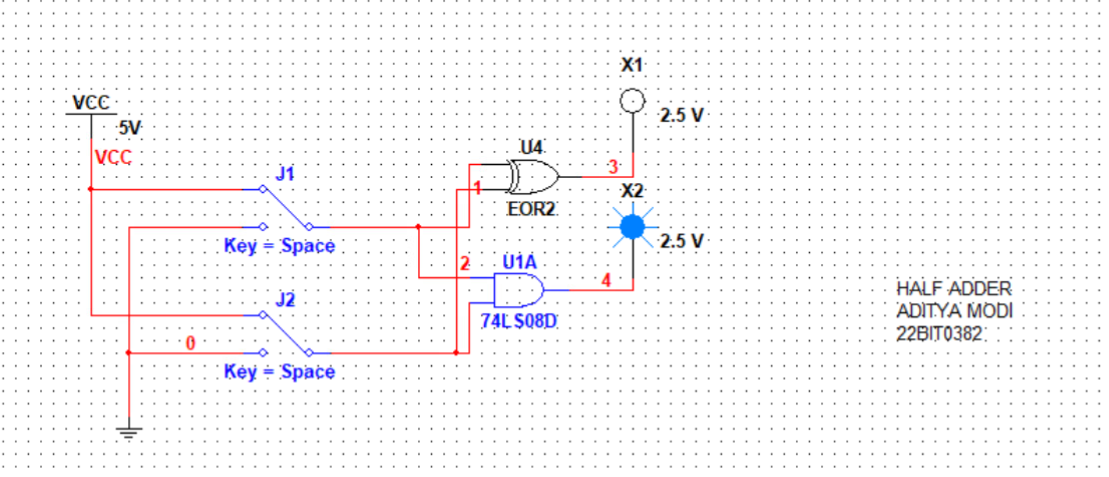 X1
VCC
2.5 V
5V
VCC
U4
3
J1
1
X2
EOR2
2.5 V
Key = Space
2
U1A
4
HALF ADDER
J2
ADITYA MODI
74LS08D
22BIT0382
0
Key = Space